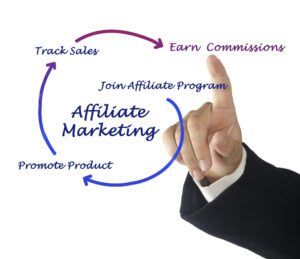 Track Sales
Earn Commissions
Join Affiliate Program
Affiliate
Marketing
Promote Product